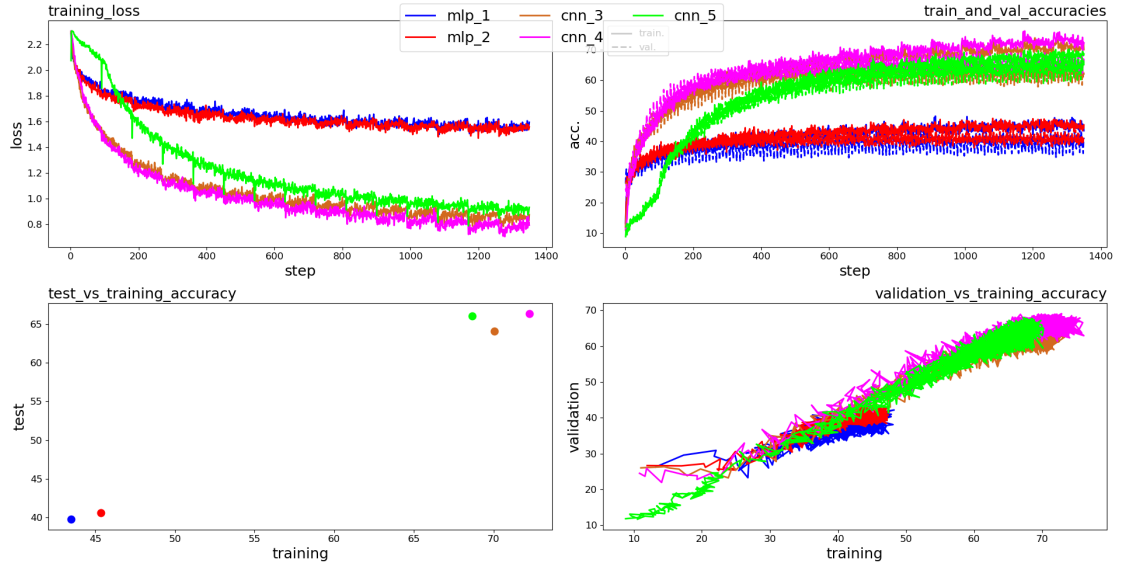 training_loss
mlp_1
mlp_2
cnn_3
cnn_4
cnn_5
train_and_val_accuracies
train.
val.
2.2
2.0
1.8
1.6
1.4
1.2
1.0
0.8
loss
0 200 400 600 800 1000 1200 1400
step
70
60
50
40
30
20
10
acc.
0 200 400 600 800 1000 1200 1400
step
test_vs_training_accuracy
65
60
55
50
45
40
test
45 50 55 60 65 70
training
validation_vs_training_accuracy
70
60
50
40
30
20
10
validation
10 20 30 40 50 60 70
training